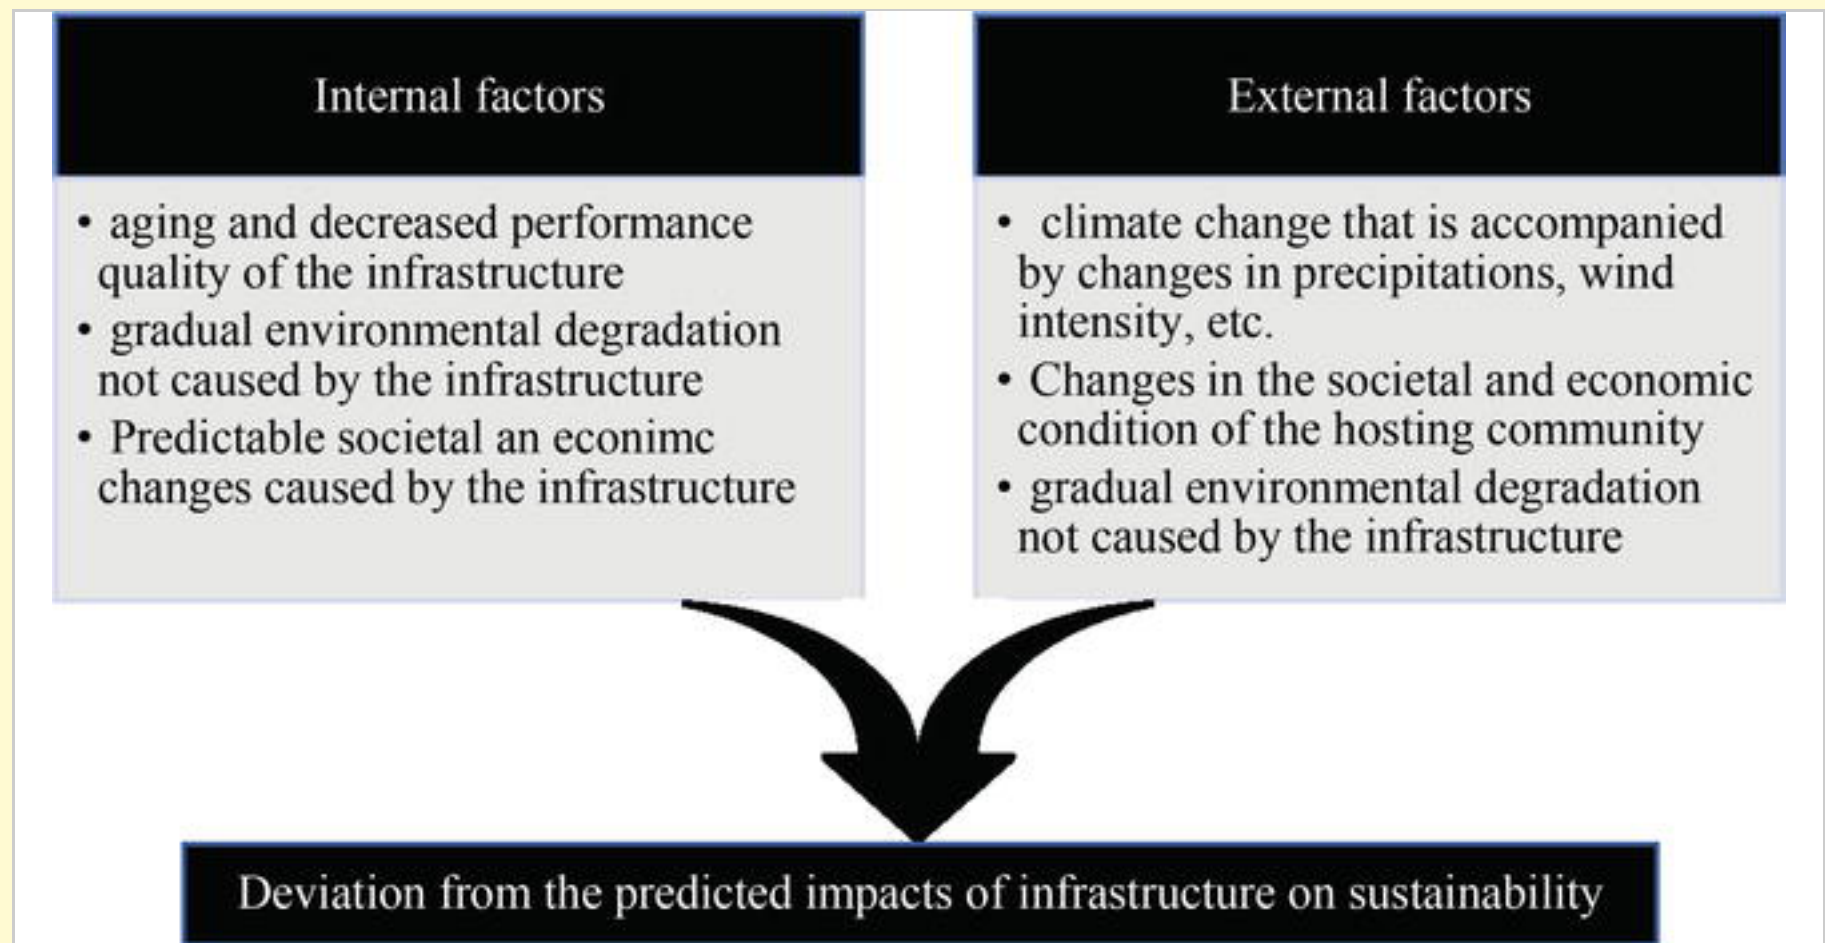 Internal factors
• aging and decreased performance
quality of the infrastructure
• gradual environmental degradation
not caused by the infrastructure
• Predictable societal an econimc
changes caused by the infrastructure
External factors
• climate change that is accompanied
by changes in precipitations, wind
intensity, etc.
• Changes in the societal and economic
condition of the hosting community
• gradual environmental degradation
not caused by the infrastructure
Deviation from the predicted impacts of infrastructure on sustainability